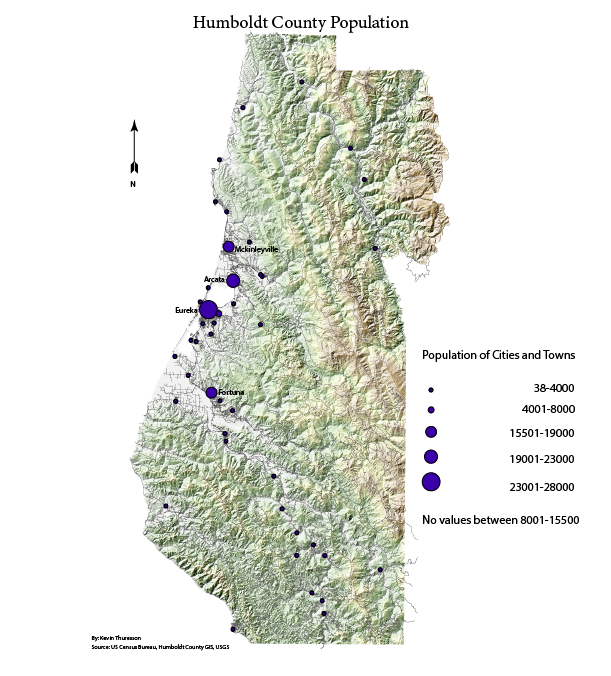 Humboldt County Population
N
Mckinleyville
Arcata
Eureka
Fortuna
Population of Cities and Towns
38-4000
4001-8000
15501-19000
19001-23000
23001-28000
No values between 8001-15500
By: Kevin Thuresson
Source: US Census Bureau, Humboldt County GIS, USGS